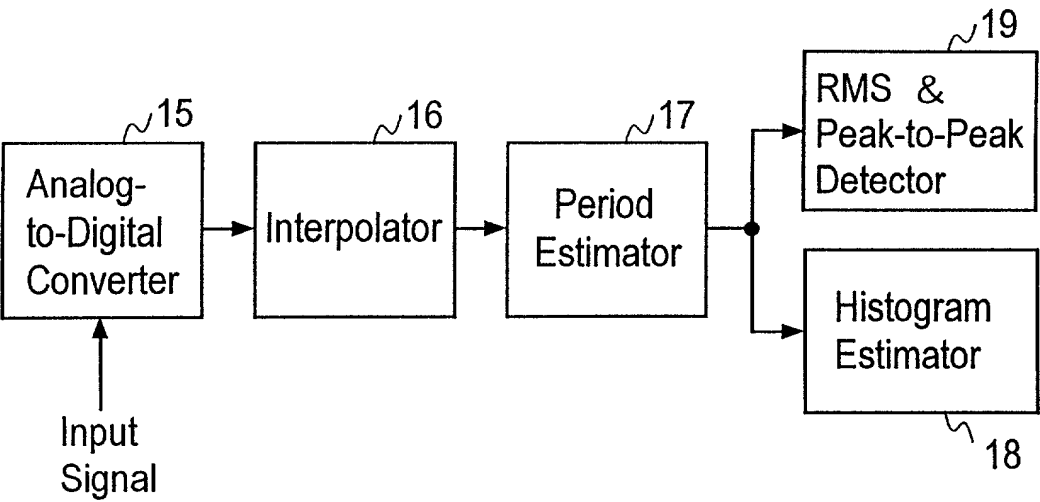 15
Analog-
to-Digital
Converter
Input
Signal
16
Interpolator
17
Period
Estimator
19
RMS &
Peak-to-Peak
Detector
Histogram
Estimator
18